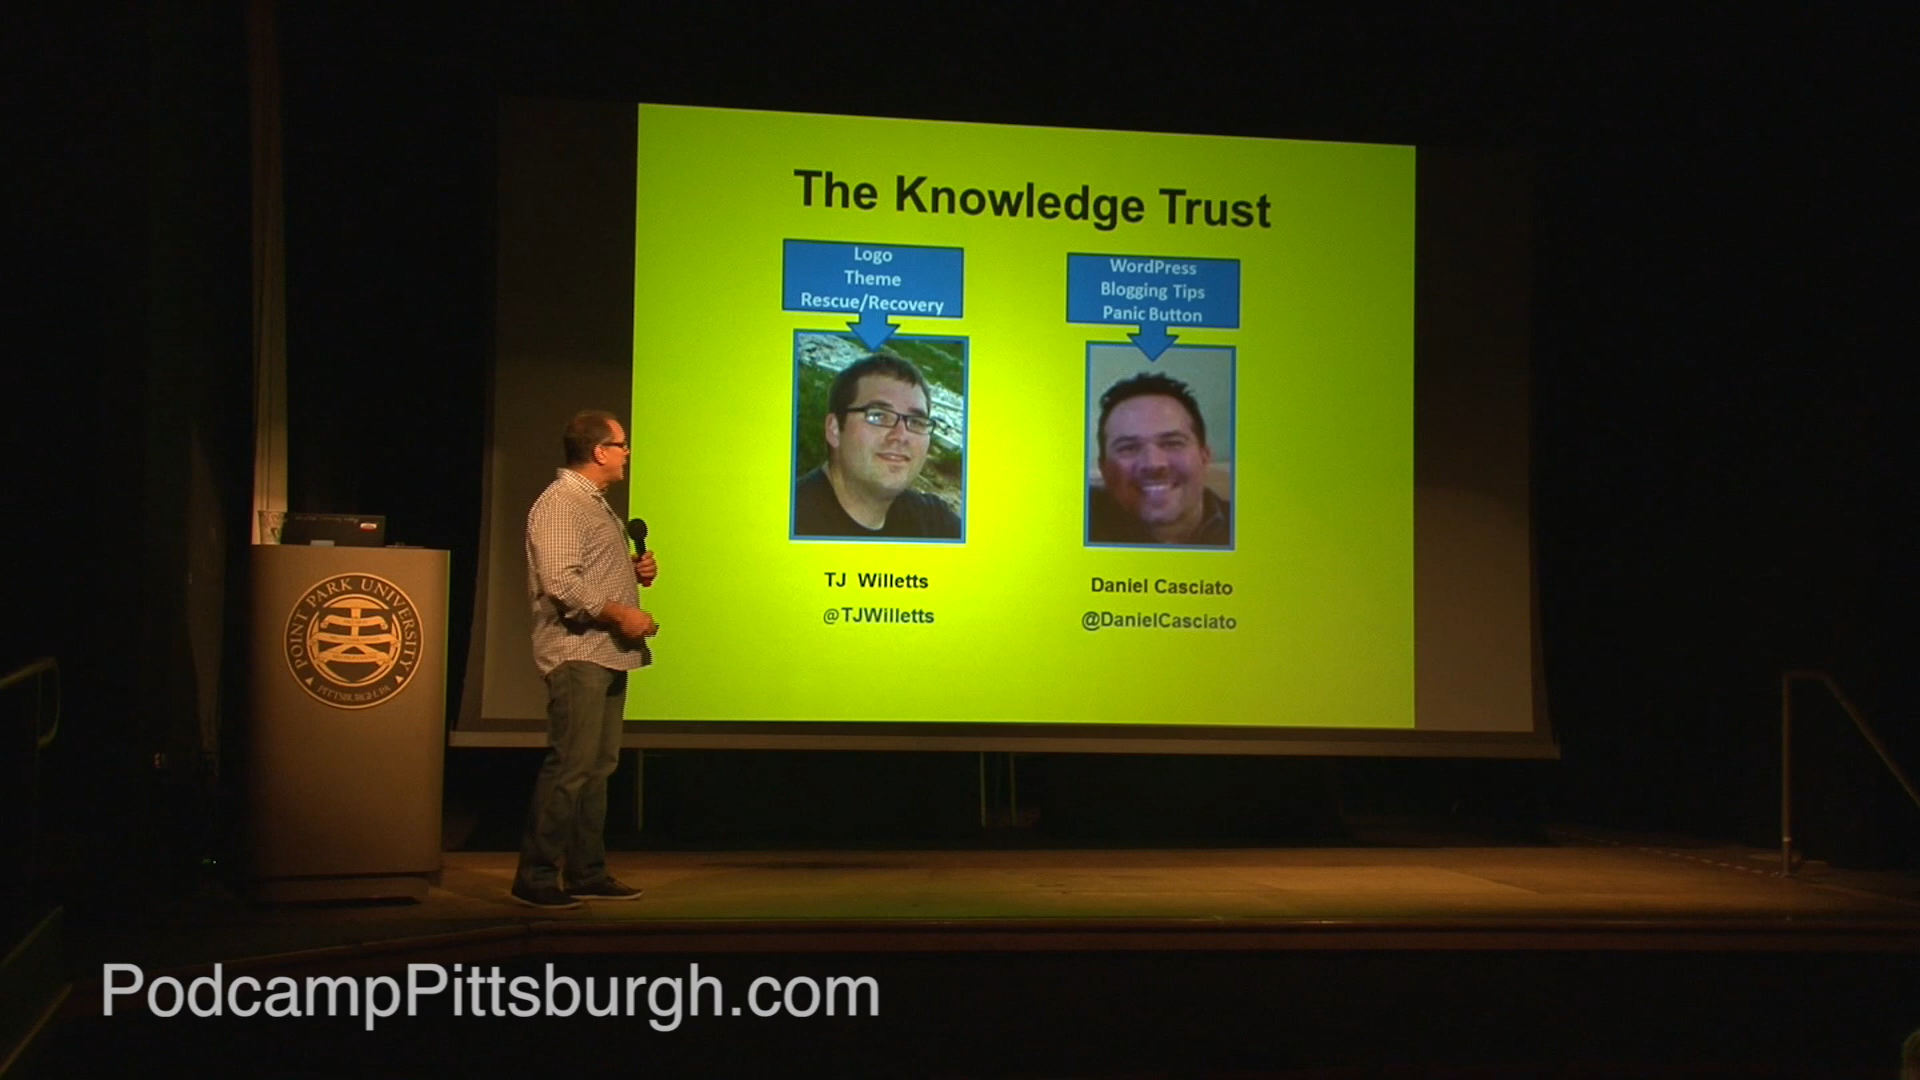 The Knowledge Trust
Logo
Theme
Rescue/Recovery
WordPress
Blogging Tips
Panic Button
TJ Willetts
@TJWilletts
Daniel Casciato
@DanielCasciato
POINT PARK UNIVERSITY
PITTSBURGH, PA
PodcampPittsburgh.com